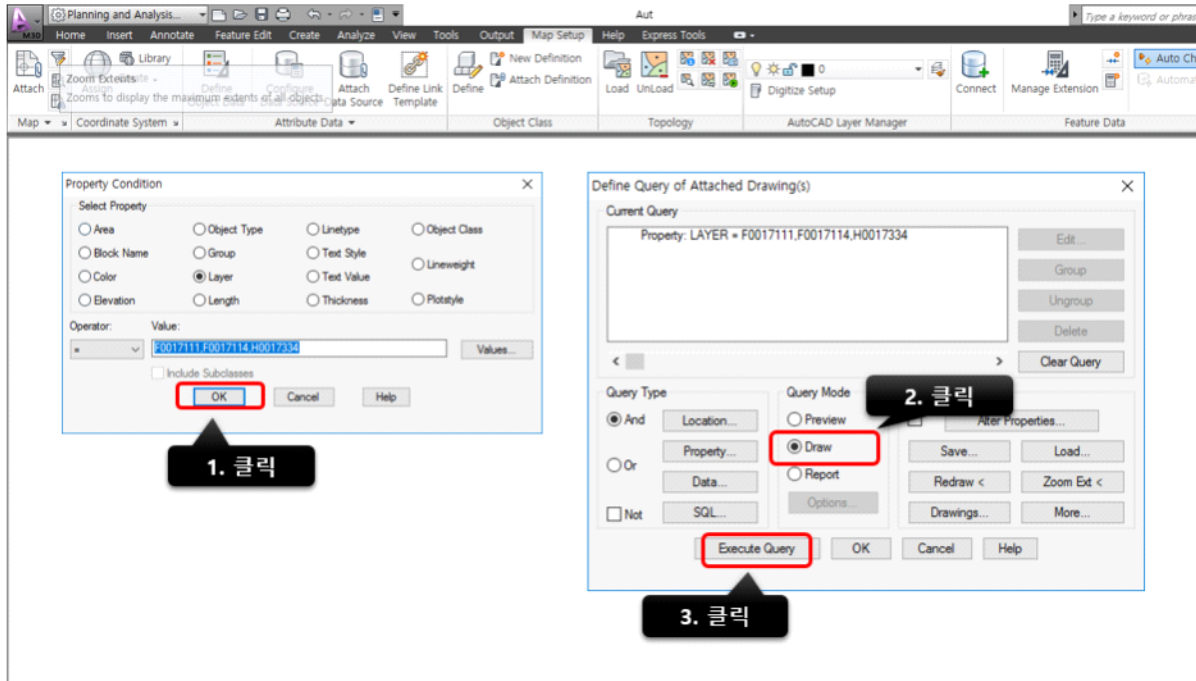 Planning and Analysis...
Aut
Type a keyword or phras
M3D
Home Insert Annotate Feature Edit Create Analyze View Tools Output Map Setup Help Express Tools
Attach
Library
Zoom Extents
Zooms to display the maximum extents of all objects
Assign
Define
Configure
Attach
Data Source
Define Link
Template
Define
New Definition
Attach Definition
Load UnLoad
0
Digitize Setup
Connect
Manage Extension
Auto Ch
Automa
Map Coordinate System Attribute Data Object Class Topology AutoCAD Layer Manager Feature Data
Property Condition
Select Property
Area Object Type Linetype Object Class
Block Name Group Text Style
Lineweight
Color Layer Text Value
Elevation Length Thickness Plotstyle
Operator: Value:
= F0017111,F0017114,H0017334 Values...
Include Subclasses
OK Cancel Help
1. 클릭
Define Query of Attached Drawing(s)
Current Query
Property: LAYER = F0017111,F0017114,H0017334
Edit...
Group
Ungroup
Delete
Clear Query
Query Type
And
Or
Not
Location...
Property...
Data...
SQL...
Query Mode
Preview
Draw
Report
Options...
2. 클릭
Alter Properties...
Save... Load...
Redraw < Zoom Ext <
Drawings... More...
Execute Query OK Cancel Help
3. 클릭